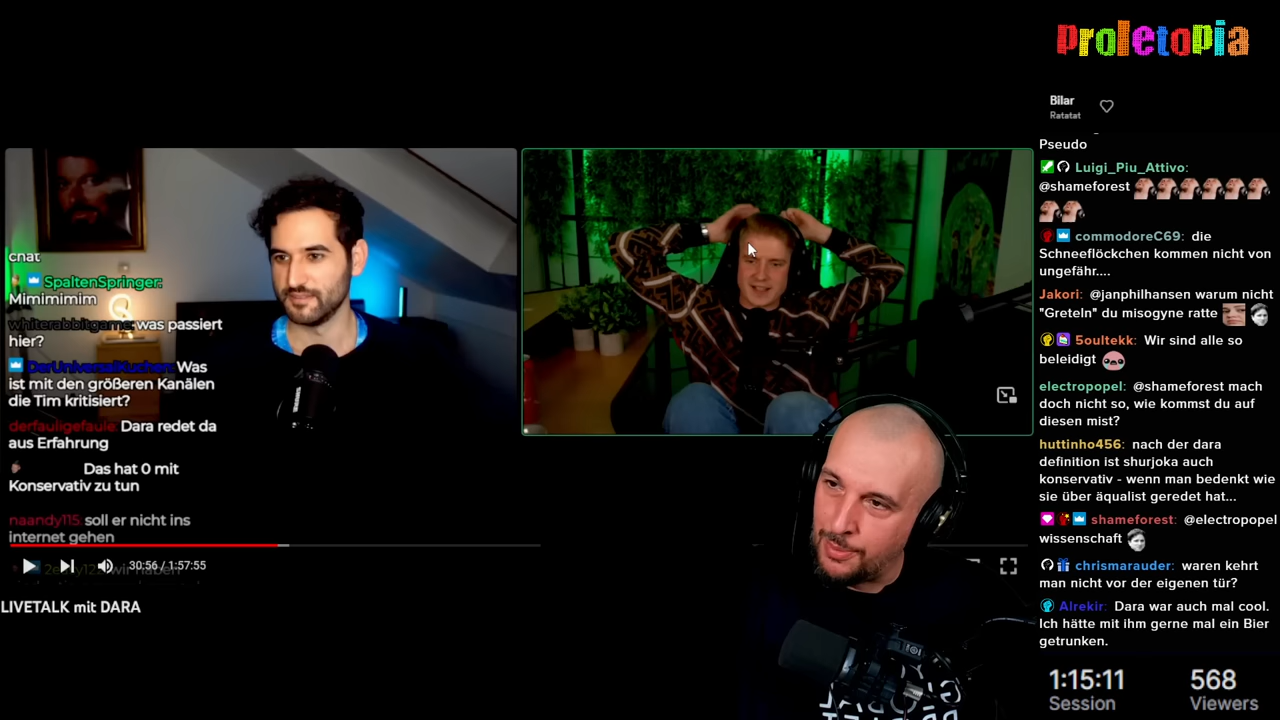 proletopia
Bilar
Ratatat
Pseudo
Luigi_Piu_Attivo:
@shameforest
commodoreC69: die
Schneeflöckchen kommen nicht von
ungefähr....
Jakori: @janphilhansen warum nicht
"Greteln" du misogyne ratte
5oultekk: Wir sind alle so
beleidigt
electropopel: @shameforest mach
doch nicht so, wie kommst du auf
diesen mist?
huttinho456: nach der dara
definition ist shurjoka auch
konservativ - wenn man bedenkt wie
sie über äqualist geredet hat...
shameforest: @electropopel
wissenschaft
chrismarauder: waren kehrt
man nicht vor der eigenen tür?
Alrekir: Dara war auch mal cool.
Ich hätte mit ihm gerne mal ein Bier
getrunken.
1:15:11
Session
568
Viewers
SpaltenSpringer:
Mimimimim
whiterabbitgame: was passiert
hier?
DerUniversalkuchen: Was
ist mit den größeren Kanälen
die Tim kritisiert?
derfauligefaule: Dara redet da
aus Erfahrung
Das hat 0 mit
Konservativ zu tun
naandy115: soll er nicht ins
internet gehen
wir haben
30:56 / 1:57:55
LIVETALK mit DARA